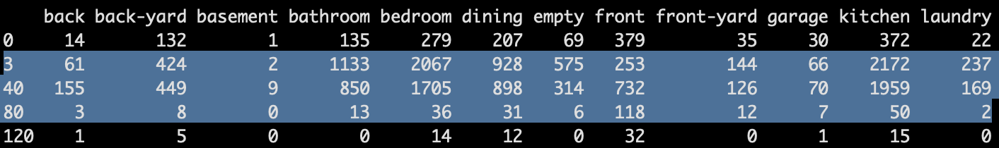 back back-yard basement bathroom bedroom dining empty front front-yard garage kitchen laundry
0 14 132 1 135 279 207 69 379 35 30 372 22
3 61 424 2 1133 2067 928 575 253 144 66 2172 237
40 155 449 9 850 1705 898 314 732 126 70 1959 169
80 3 8 0 13 36 31 6 118 12 7 50 2
120 1 5 0 0 14 12 0 32 0 1 15 0